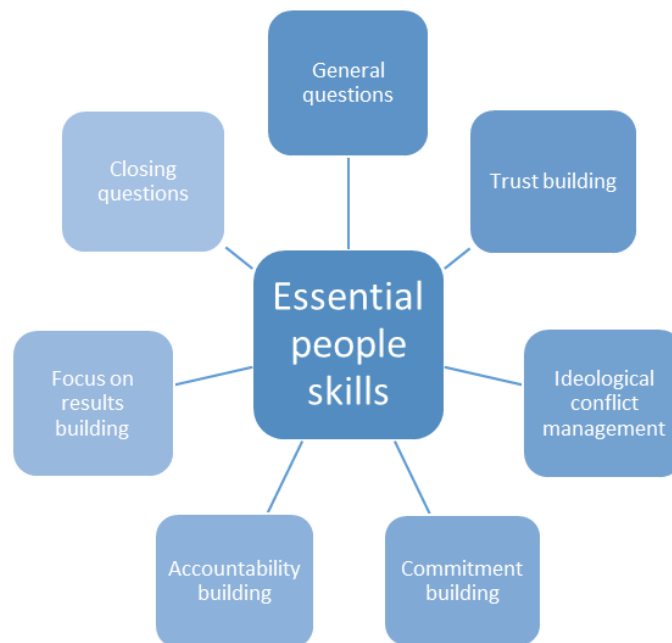 General
questions
Trust building
Ideological
conflict
management
Commitment
building
Accountability
building
Focus on
results
building
Closing
questions
Essential
people
skills